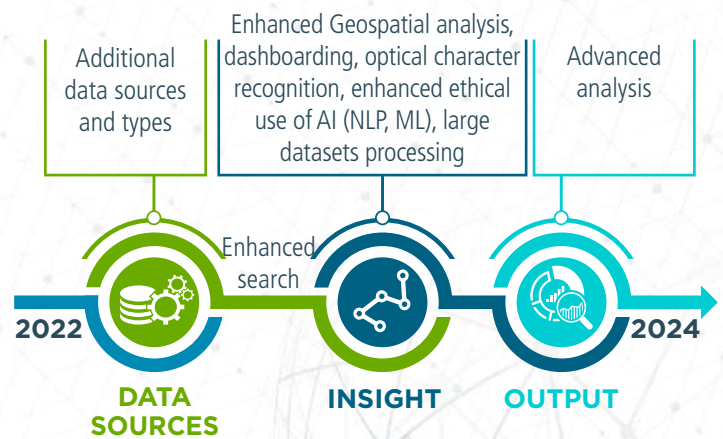 Additional
data sources
and types
Enhanced Geospatial analysis,
dashboarding, optical character
recognition, enhanced ethical
use of AI (NLP, ML), large
datasets processing
Advanced
analysis
Enhanced
search
2022
2024
DATA
SOURCES
INSIGHT
OUTPUT